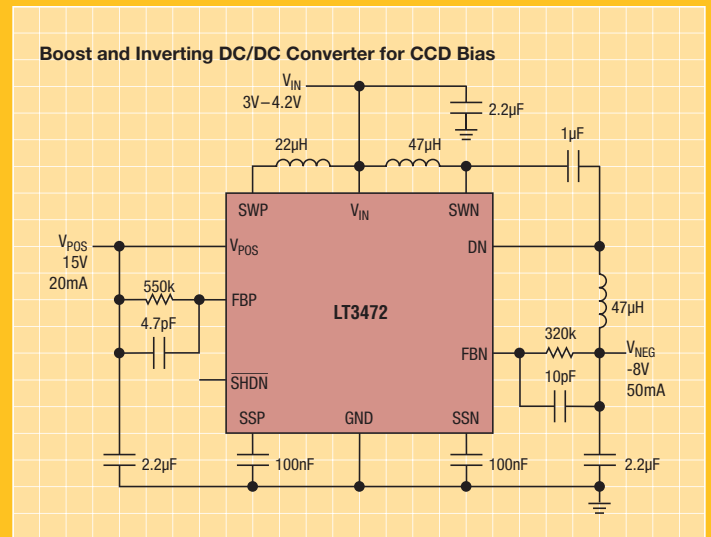 Boost and Inverting DC/DC Converter for CCD Bias
VIN
3V–4.2V
2.2µF
22µH
47µH
1µF
SWP
VIN
SWN
VPOS
15V
20mA
VPOS
DN
550k
FBP
47µH
4.7pF
LT3472
320k
FBN
VNEG
-8V
50mA
10pF
SHDN
SSP
GND
SSN
2.2µF
100nF
100nF
2.2µF